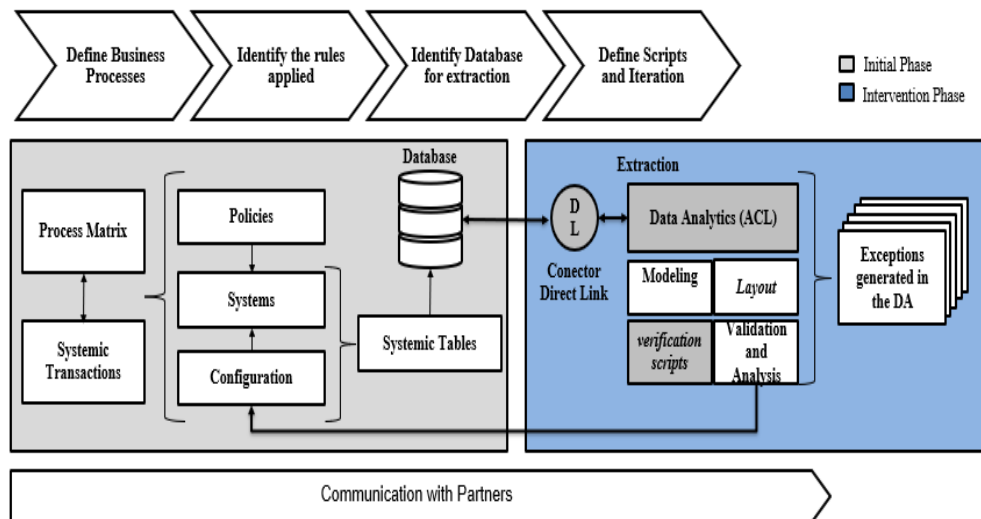 Define Business
Processes
Identify the rules
applied
Identify Database
for extraction
Define Scripts
and Iteration
Initial Phase
Intervention Phase
Process Matrix
Systemic
Transactions
Policies
Systems
Configuration
Database
Systemic Tables
D
L
Conector
Direct Link
Extraction
Data Analytics (ACL)
Modeling
Layout
verification
scripts
Validation
and
Analysis
Exceptions
generated in
the DA
Communication with Partners